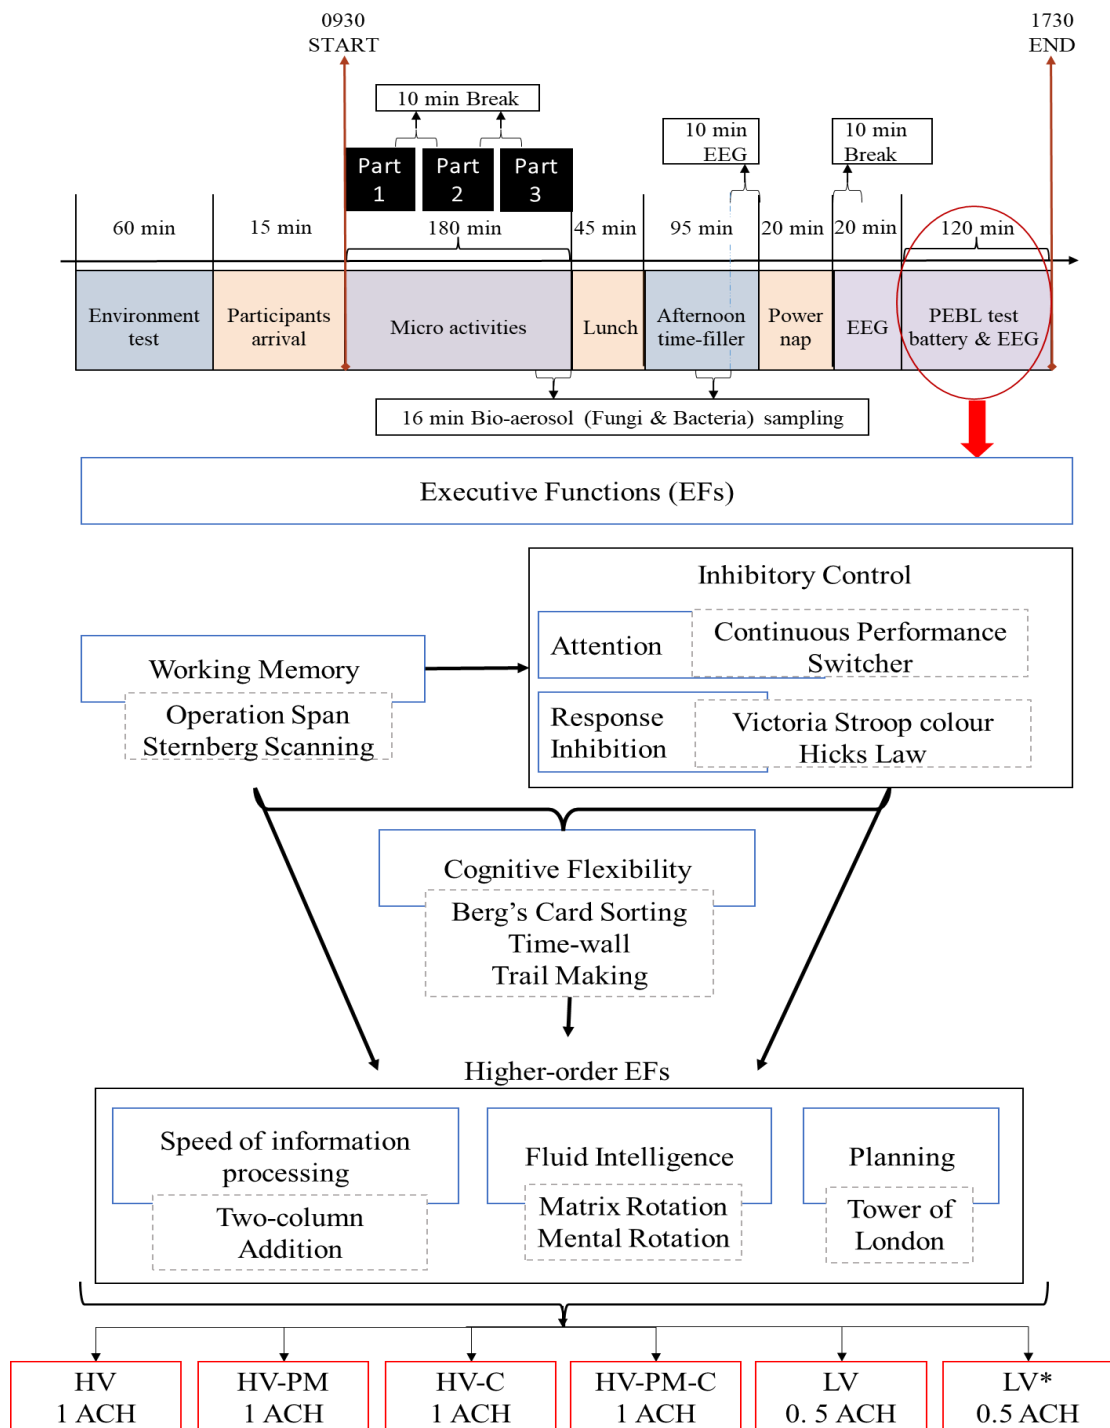 0930
START
1730
END
10 min Break
10 min
EEG
10 min
Break
Part
1
Part
2
Part
3
60 min
15 min
180 min
45 min
95 min
20 min
20 min
120 min
Environment
test
Participants
arrival
Micro activities
Lunch
Afternoon
time-filler
Power
nap
EEG
PEBL test
battery & EEG
16 min Bio-aerosol (Fungi & Bacteria) sampling
Executive Functions (EFs)
Inhibitory Control
Attention
Continuous Performance
Switcher
Working Memory
Operation Span
Sternberg Scanning
Response
Inhibition
Victoria Stroop colour
Hicks Law
Cognitive Flexibility
Berg's Card Sorting
Time-wall
Trail Making
Higher-order EFs
Speed of information
processing
Two-column
Addition
Fluid Intelligence
Matrix Rotation
Mental Rotation
Planning
Tower of
London
HV
1 ACH
HV-PM
1 ACH
HV-C
1 ACH
HV-PM-C
1 ACH
LV
0. 5 ACH
LV*
0.5 ACH